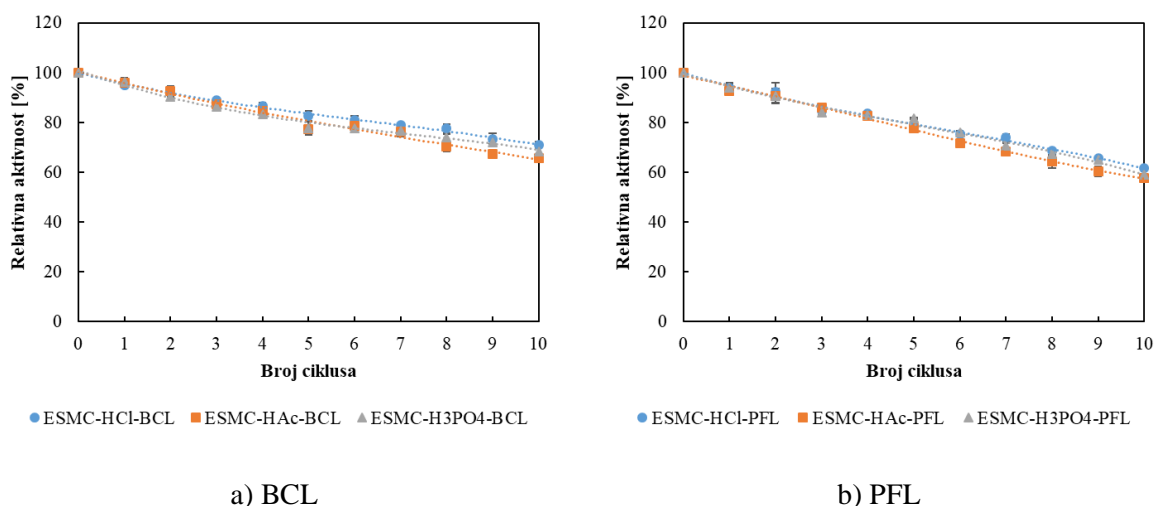 120
100
80
60
40
20
0
Relativna aktivnost [%]
0 1 2 3 4 5 6 7 8 9 10
Broj ciklusa
ESMC-HCl-BCL ESMC-HAc-BCL ESMC-H3PO4-BCL
a) BCL
120
100
80
60
40
20
0
Relativna aktivnost [%]
0 1 2 3 4 5 6 7 8 9 10
Broj ciklusa
ESMC-HCl-PFL ESMC-HAc-PFL ESMC-H3PO4-PFL
b) PFL